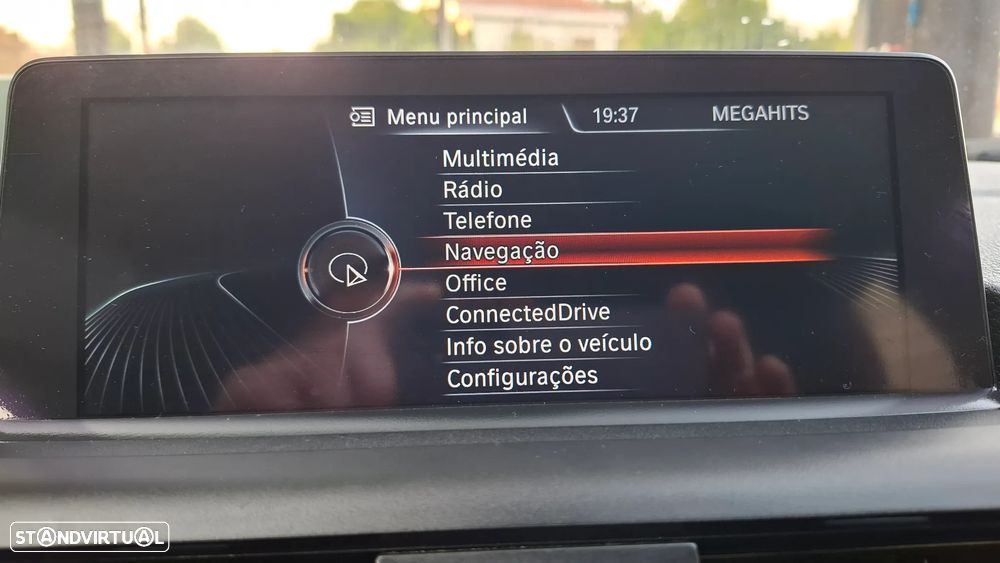 Menu principal 19:37 MEGAHITS
Multimédia
Rádio
Telefone
Navegação
Office
ConnectedDrive
Info sobre o veículo
Configurações
STANDVIRTUAL